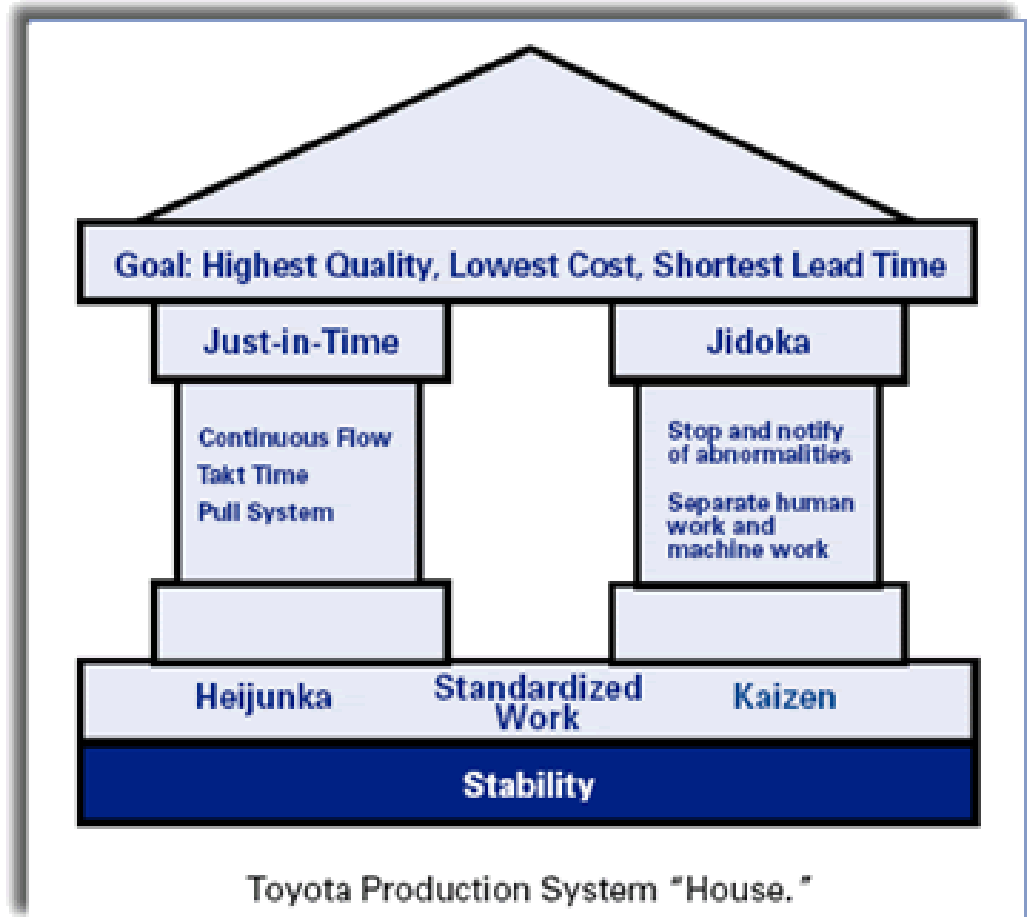 Goal: Highest Quality, Lowest Cost, Shortest Lead Time
Just-in-Time
Continuous Flow
Takt Time
Pull System
Jidoka
Stop and notify
of abnormalities
Separate human
work and
machine work
Heijunka
Standardized
Work
Kaizen
Stability
Toyota Production System “House.”